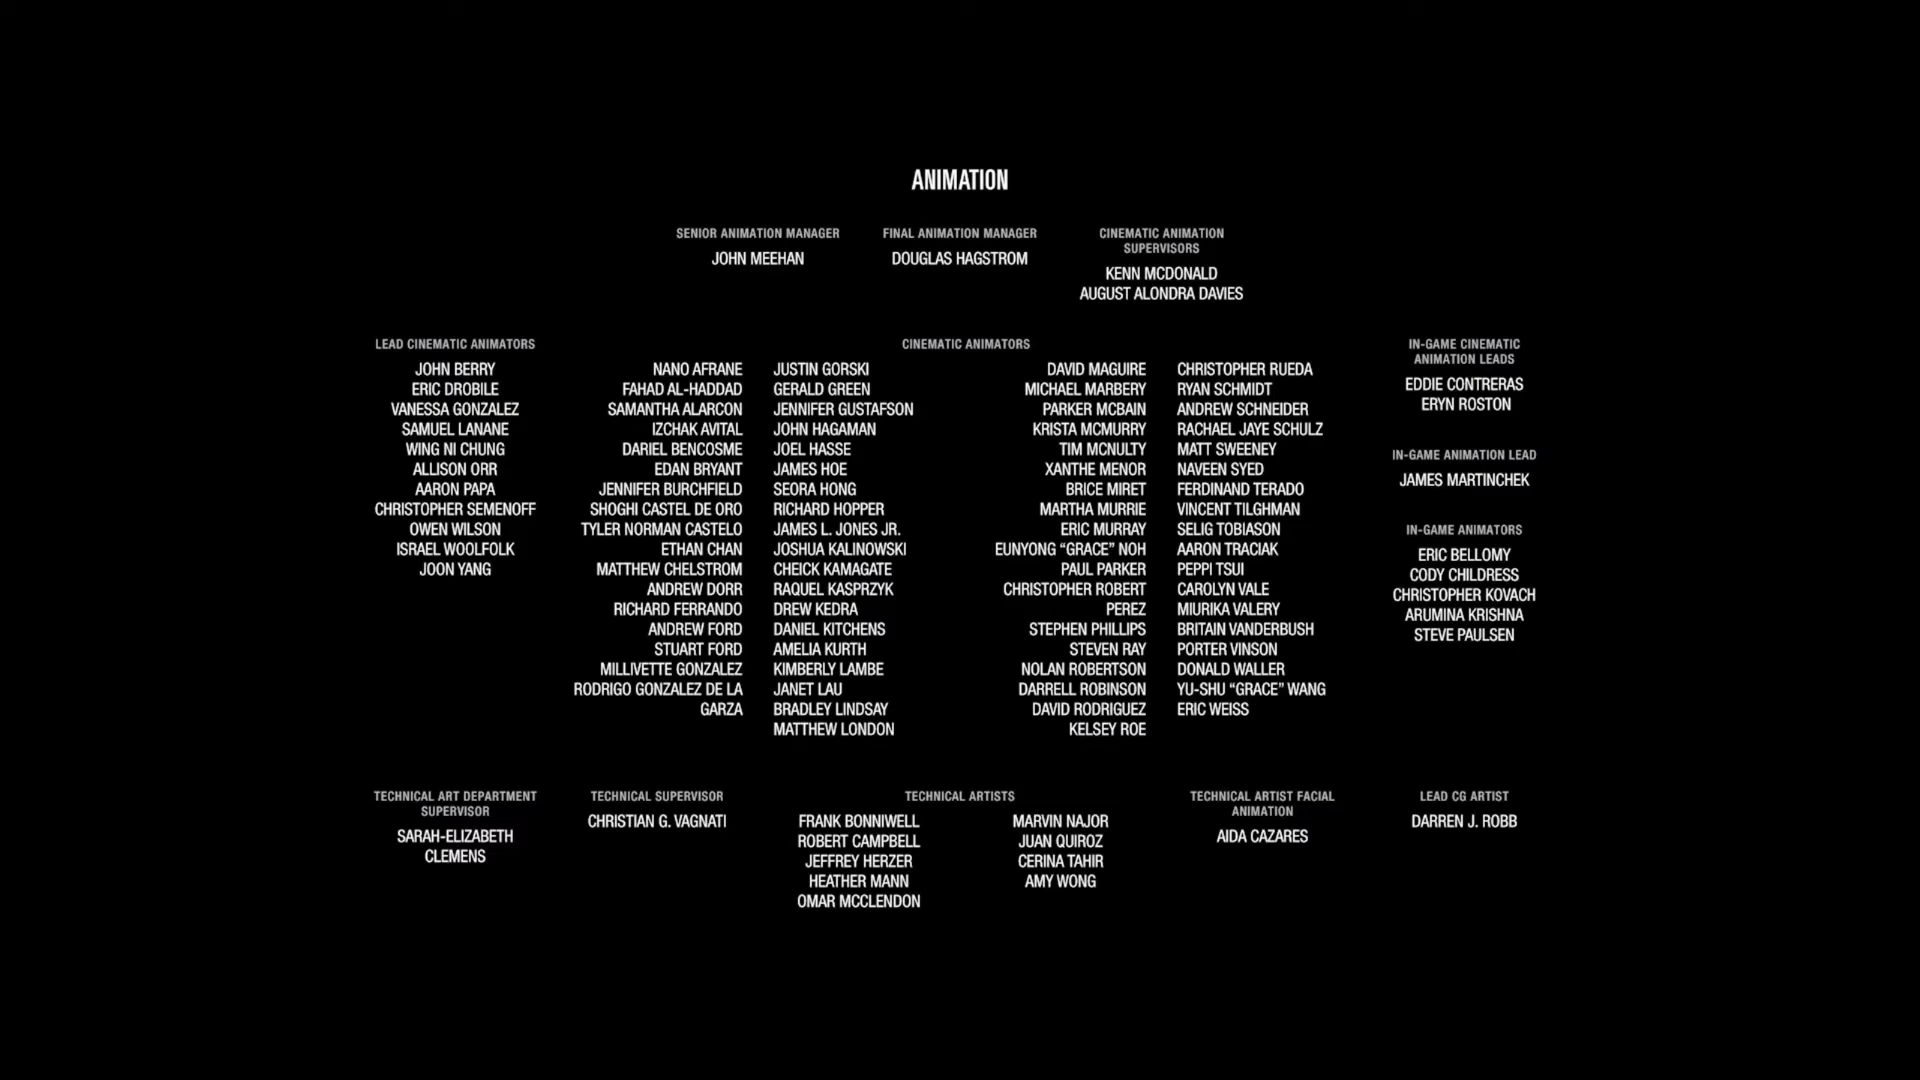 ANIMATION
SENIOR ANIMATION MANAGER
JOHN MEEHAN
FINAL ANIMATION MANAGER
DOUGLAS HAGSTROM
CINEMATIC ANIMATION
SUPERVISORS
KENN MCDONALD
AUGUST ALONDRA DAVIES
LEAD CINEMATIC ANIMATORS
JOHN BERRY
ERIC DROBILE
VANESSA GONZALEZ
SAMUEL LANANE
WING NI CHUNG
ALLISON ORR
AARON PAPA
CHRISTOPHER SEMENOFF
OWEN WILSON
ISRAEL WOOLFOLK
JOON YANG
CINEMATIC ANIMATORS
NANO AFRANE
FAHAD AL-HADDAD
SAMANTHA ALARCON
IZCHAK AVITAL
DARIEL BENCOSME
EDAN BRYANT
JENNIFER BURCHFIELD
SHOGHI CASTEL DE ORO
TYLER NORMAN CASTELO
ETHAN CHAN
MATTHEW CHELSTROM
ANDREW DORR
RICHARD FERRANDO
ANDREW FORD
STUART FORD
MILLIVETTE GONZALEZ
RODRIGO GONZALEZ DE LA
GARZA
JUSTIN GORSKI
GERALD GREEN
JENNIFER GUSTAFSON
JOHN HAGAMAN
JOEL HASSE
JAMES HOE
SEORA HONG
RICHARD HOPPER
JAMES L. JONES JR.
JOSHUA KALINOWSKI
CHEICK KAMAGATE
RAQUEL KASPRZYK
DREW KEDRA
DANIEL KITCHENS
AMELIA KURTH
KIMBERLY LAMBE
JANET LAU
BRADLEY LINDSAY
MATTHEW LONDON
DAVID MAGUIRE
MICHAEL MARBERY
PARKER MCBAIN
KRISTA MCMURRY
TIM MCNULTY
XANTHE MENOR
BRICE MIRET
MARTHA MURRIE
ERIC MURRAY
EUNYONG “GRACE” NOH
PAUL PARKER
CHRISTOPHER ROBERT
PEREZ
STEPHEN PHILLIPS
STEVEN RAY
NOLAN ROBERTSON
DARRELL ROBINSON
DAVID RODRIGUEZ
KELSEY ROE
CHRISTOPHER RUEDA
RYAN SCHMIDT
ANDREW SCHNEIDER
RACHAEL JAYE SCHULZ
MATT SWEENEY
NAVEEN SYED
FERDINAND TERADO
VINCENT TILGHMAN
SELIG TOBIASON
AARON TRACIAK
PEPPI TSUI
CAROLYN VALE
MIURIKA VALERY
BRITAIN VANDERBUSH
PORTER VINSON
DONALD WALLER
YU-SHU “GRACE” WANG
ERIC WEISS
IN-GAME CINEMATIC
ANIMATION LEADS
EDDIE CONTRERAS
ERYN ROSTON
IN-GAME ANIMATION LEAD
JAMES MARTINCHEK
IN-GAME ANIMATORS
ERIC BELLOMY
CODY CHILDRESS
CHRISTOPHER KOVACH
ARUMINA KRISHNA
STEVE PAULSEN
TECHNICAL ART DEPARTMENT
SUPERVISOR
SARAH-ELIZABETH
CLEMENS
TECHNICAL SUPERVISOR
CHRISTIAN G. VAGNATI
TECHNICAL ARTISTS
FRANK BONNIWELL
ROBERT CAMPBELL
JEFFREY HERZER
HEATHER MANN
OMAR MCCLENDON
MARVIN NAJOR
JUAN QUIROZ
CERINA TAHIR
AMY WONG
TECHNICAL ARTIST FACIAL
ANIMATION
AIDA CAZARES
LEAD CG ARTIST
DARREN J. ROBB